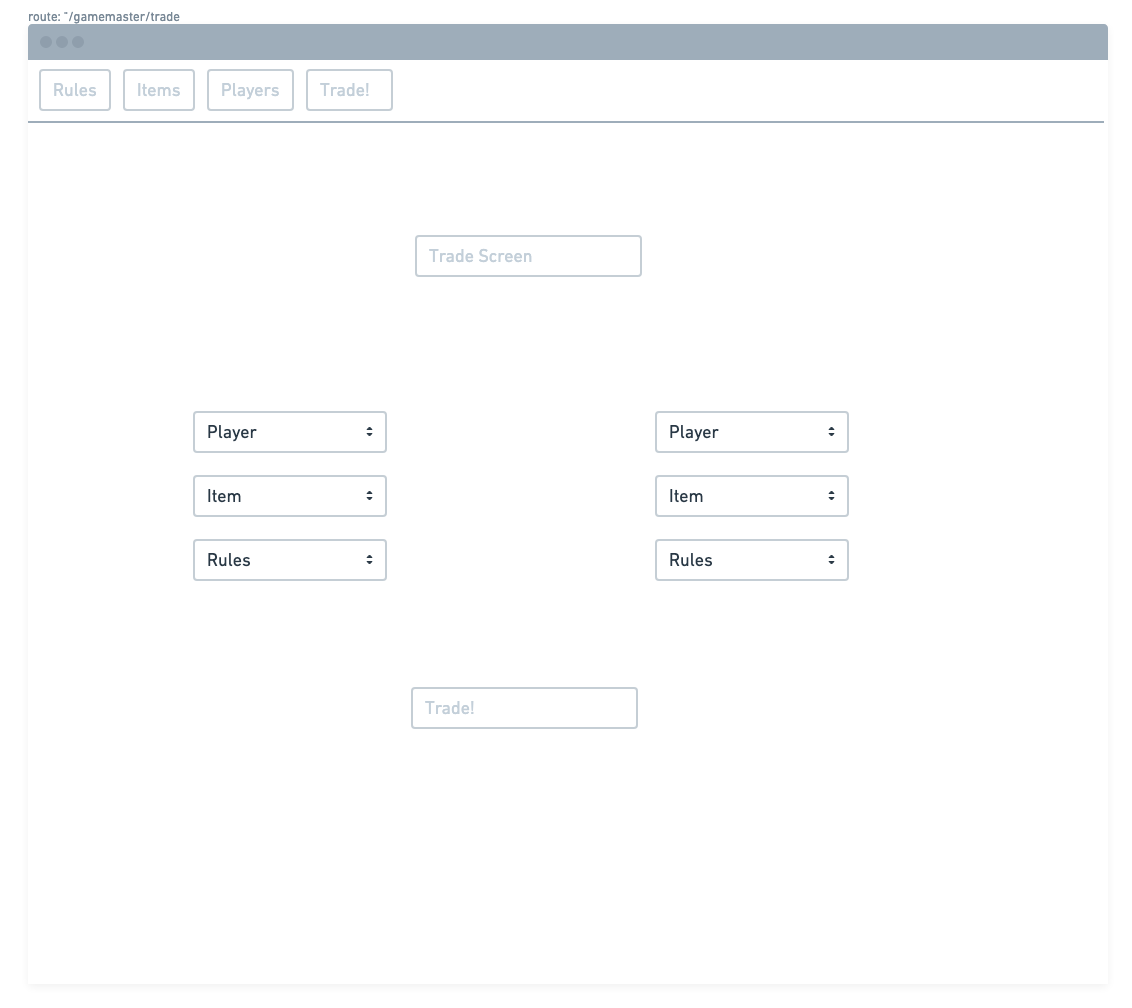 route: "/gamemaster/trade
Rules Items Players Trade!
Trade Screen
Player Player
Item Item
Rules Rules
Trade!